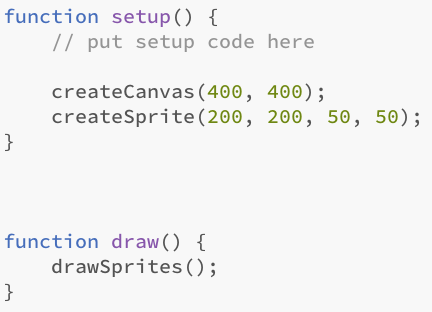 function setup() {
    // put setup code here

    createCanvas(400, 400);
    createSprite(200, 200, 50, 50);
}



function draw() {
    drawSprites();
}